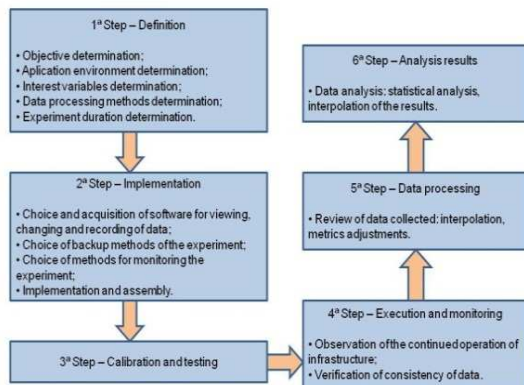 1ª Step – Definition
• Objective determination;
• Aplication environment determination;
• Interest variables determination;
• Data processing methods determination;
• Experiment duration determination.
2ª Step – Implementation
• Choice and acquisition of software for viewing,
changing and recording of data;
• Choice of backup methods of the experiment;
• Choice of methods for monitoring the
experiment;
• Implementation and assembly.
3ª Step – Calibration and testing
4ª Step – Execution and monitoring
• Observation of the continued operation of
infrastructure;
• Verification of consistency of data.
5ª Step – Data processing
• Review of data collected: interpolation,
metrics adjustments.
6ª Step – Analysis results
• Data analysis: statistical analysis,
interpolation of the results.